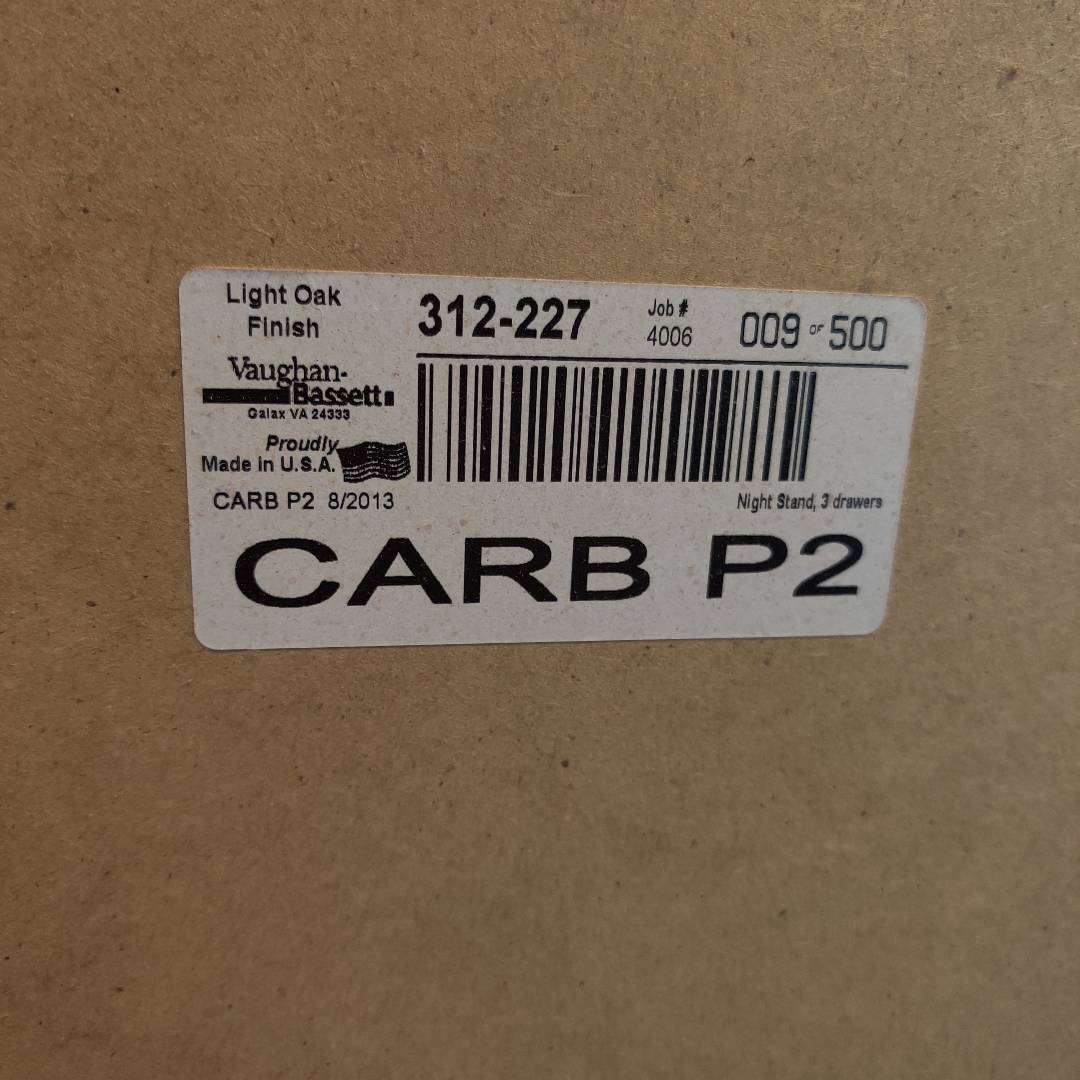 Light Oak
Finish
312-227
Job #
4006
009 OF 500
Vaughan-
Bassett
Galax VA 24333
Proudly
Made in U.S.A.
CARB P2 8/2013
Night Stand, 3 drawers
CARB P2